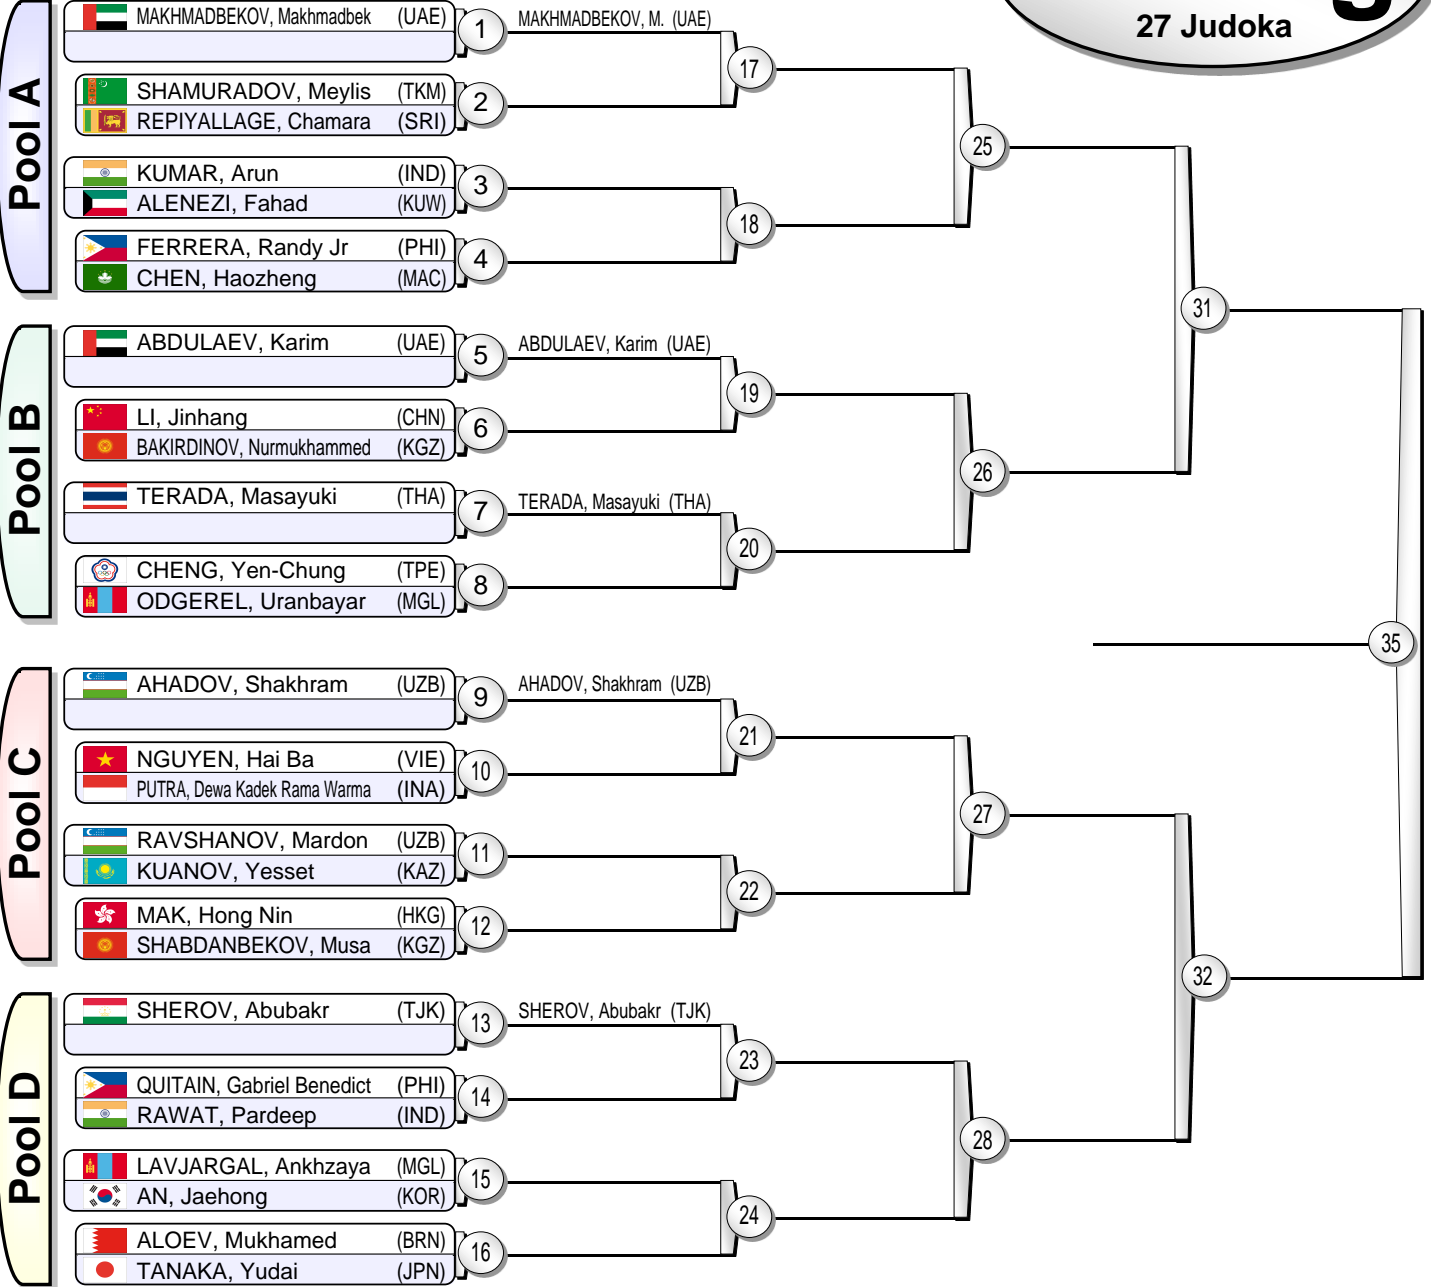 27 Judoka
Pool A
MAKHMADBEKOV, Makhmadbek (UAE)
1
MAKHMADBEKOV, M. (UAE)
17
SHAMURADOV, Meylis (TKM)
REPIYALLAGE, Chamara (SRI)
2
25
KUMAR, Arun (IND)
ALENEZI, Fahad (KUW)
3
18
FERRERA, Randy Jr (PHI)
CHEN, Haozheng (MAC)
4
31
Pool B
ABDULAEV, Karim (UAE)
5
ABDULAEV, Karim (UAE)
19
LI, Jinhang (CHN)
BAKIRDINOV, Nurmukhammed (KGZ)
6
26
TERADA, Masayuki (THA)
7
TERADA, Masayuki (THA)
20
CHENG, Yen-Chung (TPE)
ODGEREL, Uranbayar (MGL)
8
35
Pool C
AHADOV, Shakhram (UZB)
9
AHADOV, Shakhram (UZB)
21
NGUYEN, Hai Ba (VIE)
PUTRA, Dewa Kadek Rama Warma (INA)
10
27
RAVSHANOV, Mardon (UZB)
KUANOV, Yesset (KAZ)
11
22
MAK, Hong Nin (HKG)
SHABDANBEKOV, Musa (KGZ)
12
32
Pool D
SHEROV, Abubakr (TJK)
13
SHEROV, Abubakr (TJK)
23
QUITAIN, Gabriel Benedict (PHI)
RAWAT, Pardeep (IND)
14
28
LAVJARGAL, Ankhzaya (MGL)
AN, Jaehong (KOR)
15
24
ALOEV, Mukhamed (BRN)
TANAKA, Yudai (JPN)
16